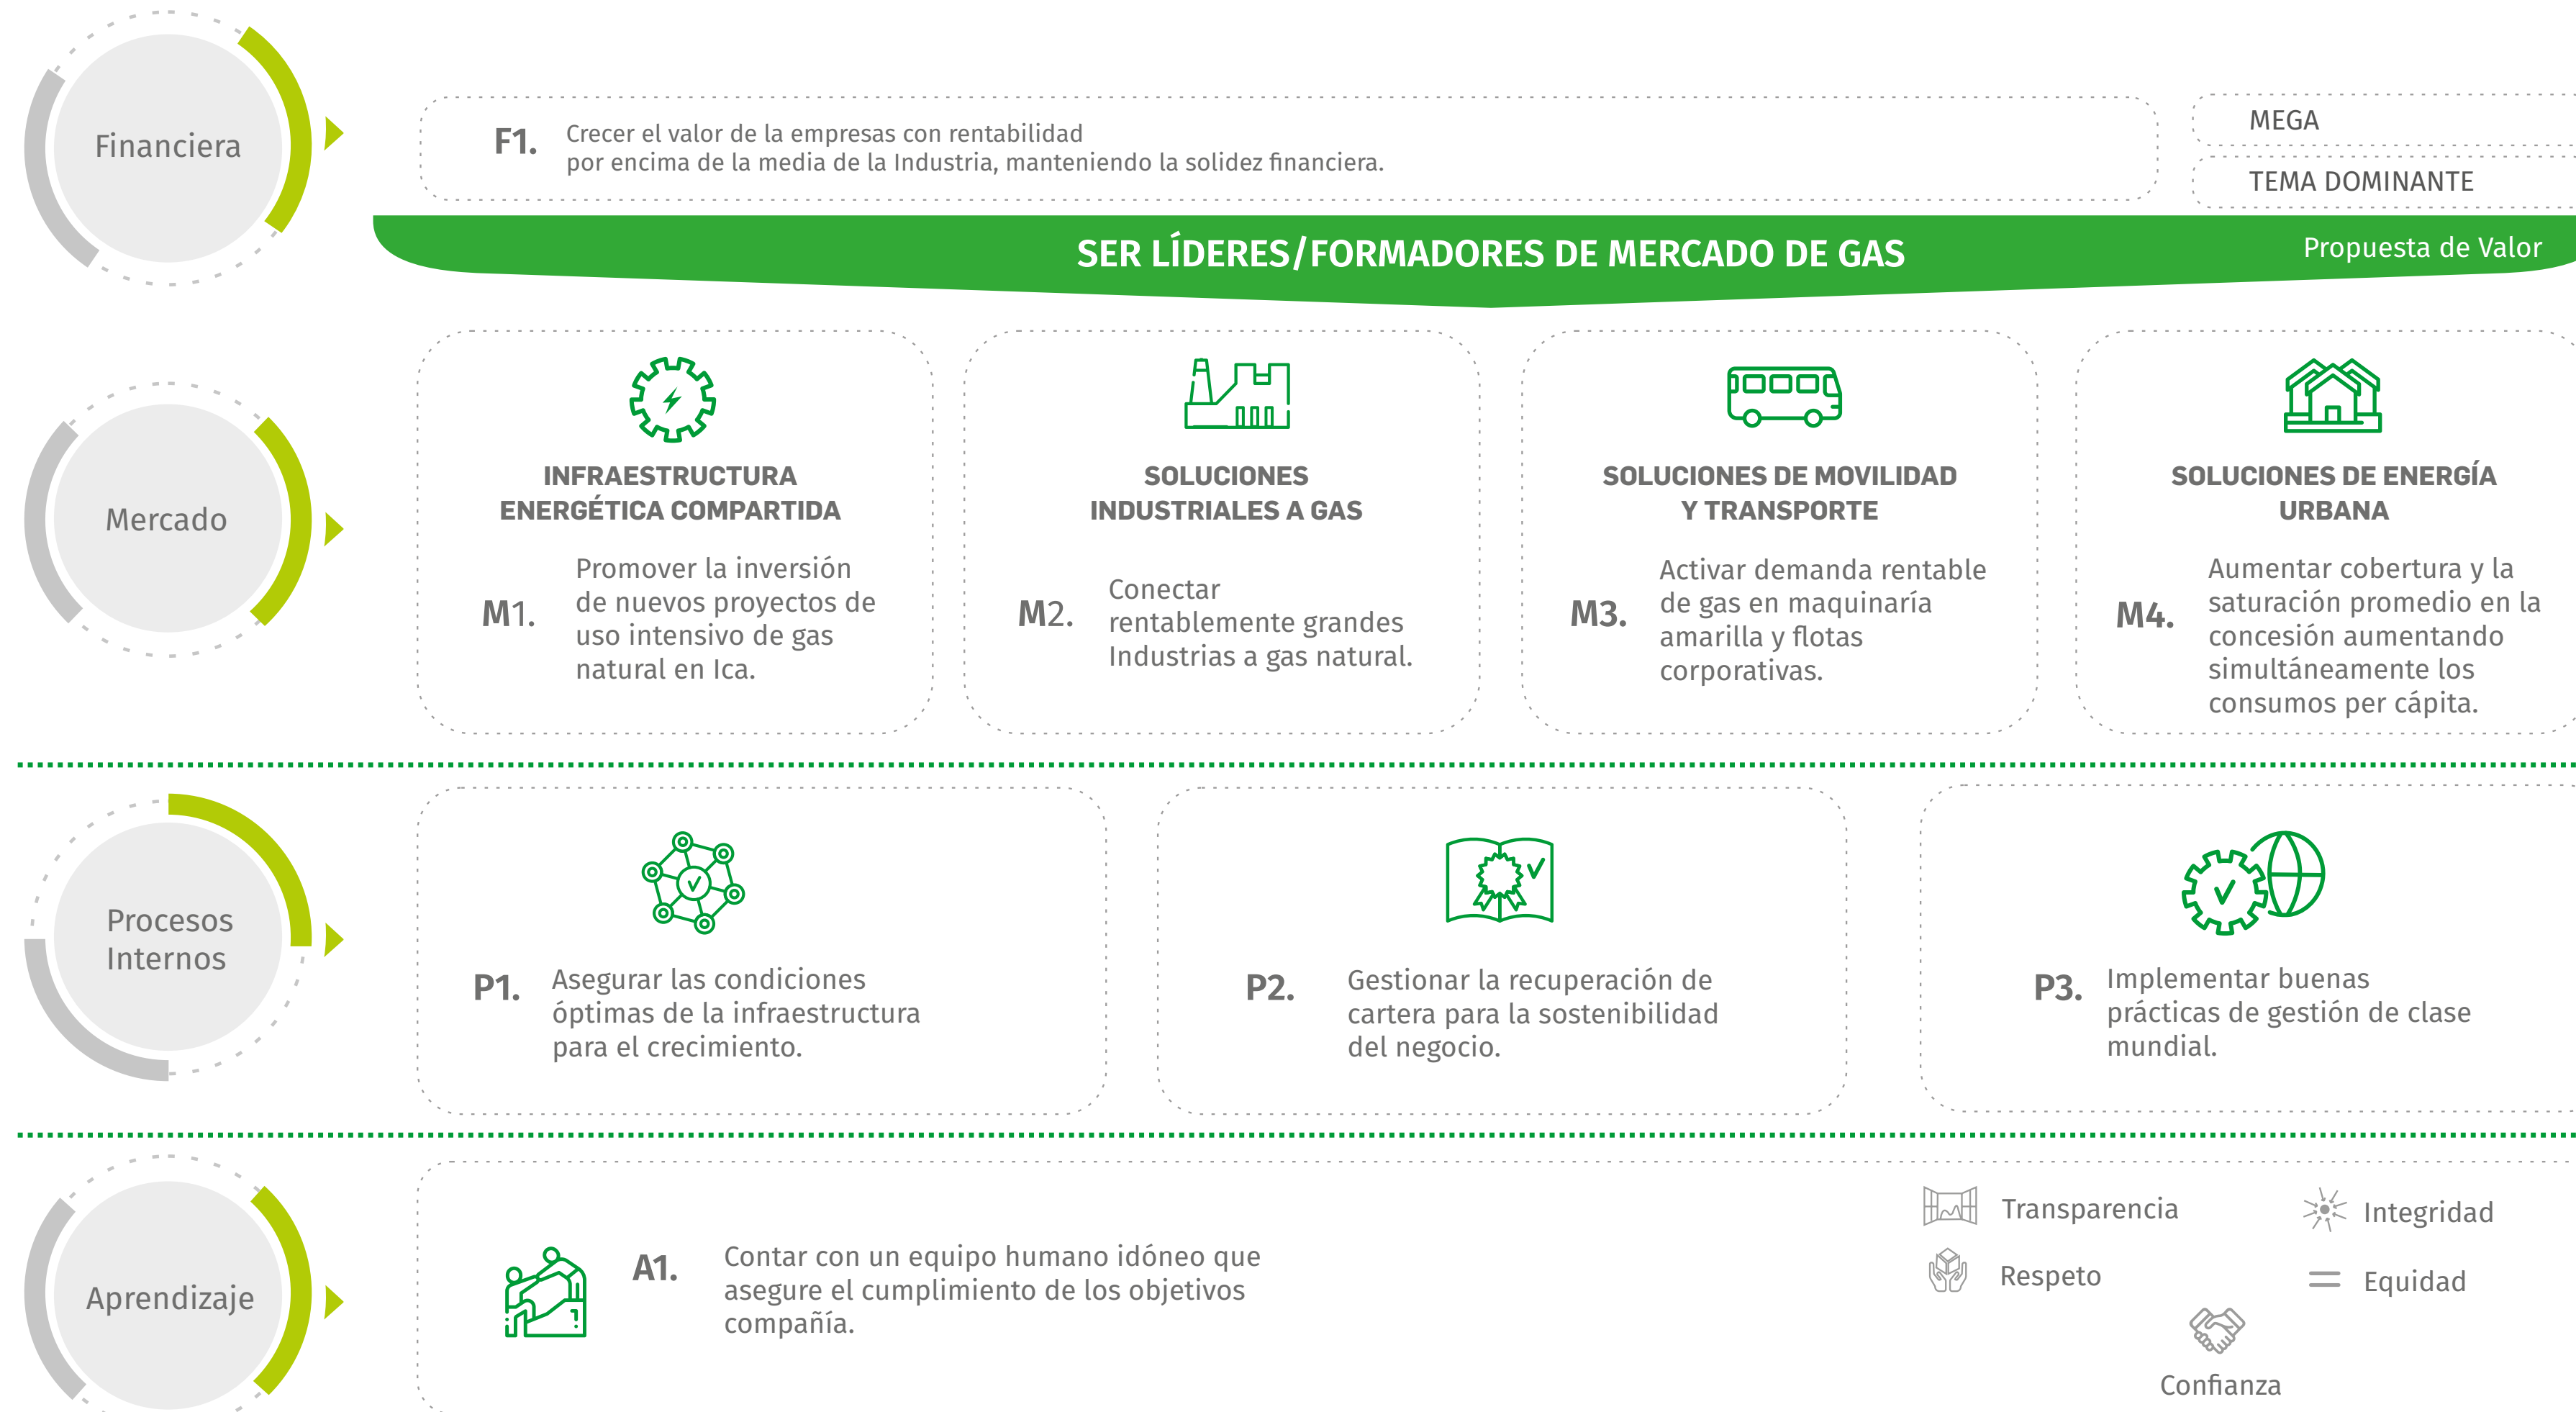 Financiera
F1.
Crecer el valor de la empresas con rentabilidad
por encima de la media de la Industria, manteniendo la solidez financiera.
MEGA
TEMA DOMINANTE
SER LÍDERES/FORMADORES DE MERCADO DE GAS
Propuesta de Valor
Mercado
INFRAESTRUCTURA
ENERGÉTICA COMPARTIDA
M1.
Promover la inversión
de nuevos proyectos de
uso intensivo de gas
natural en Ica.
SOLUCIONES
INDUSTRIALES A GAS
M2.
Conectar
rentablemente grandes
Industrias a gas natural.
SOLUCIONES DE MOVILIDAD
Y TRANSPORTE
M3.
Activar demanda rentable
de gas en maquinaría
amarilla y flotas
corporativas.
SOLUCIONES DE ENERGÍA
URBANA
M4.
Aumentar cobertura y la
saturación promedio en la
concesión aumentando
simultáneamente los
consumos per cápita.
Procesos
Internos
P1.
Asegurar las condiciones
óptimas de la infraestructura
para el crecimiento.
P2.
Gestionar la recuperación de
cartera para la sostenibilidad
del negocio.
P3.
Implementar buenas
prácticas de gestión de clase
mundial.
Aprendizaje
A1.
Contar con un equipo humano idóneo que
asegure el cumplimiento de los objetivos
compañía.
Transparencia
Integridad
Respeto
Equidad
Confianza